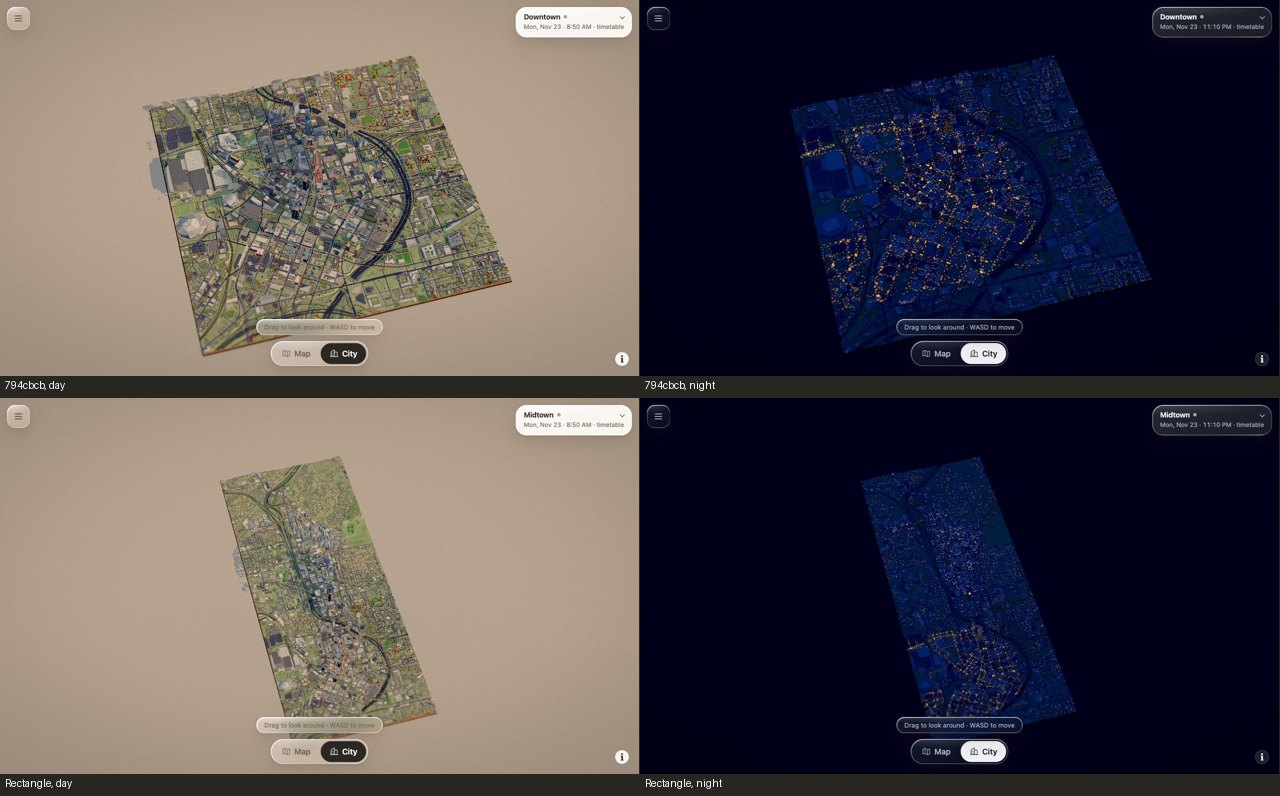 Downtown
Mon, Nov 23 · 8:50 AM · timetable
Drag to look around · WASD to move
Map
City
794cbcb, day
Downtown
Mon, Nov 23 · 11:10 PM · timetable
Drag to look around · WASD to move
Map
City
794cbcb, night
Midtown
Mon, Nov 23 · 8:50 AM · timetable
Drag to look around · WASD to move
Map
City
Rectangle, day
Midtown
Mon, Nov 23 · 11:10 PM · timetable
Drag to look around · WASD to move
Map
City
Rectangle, night